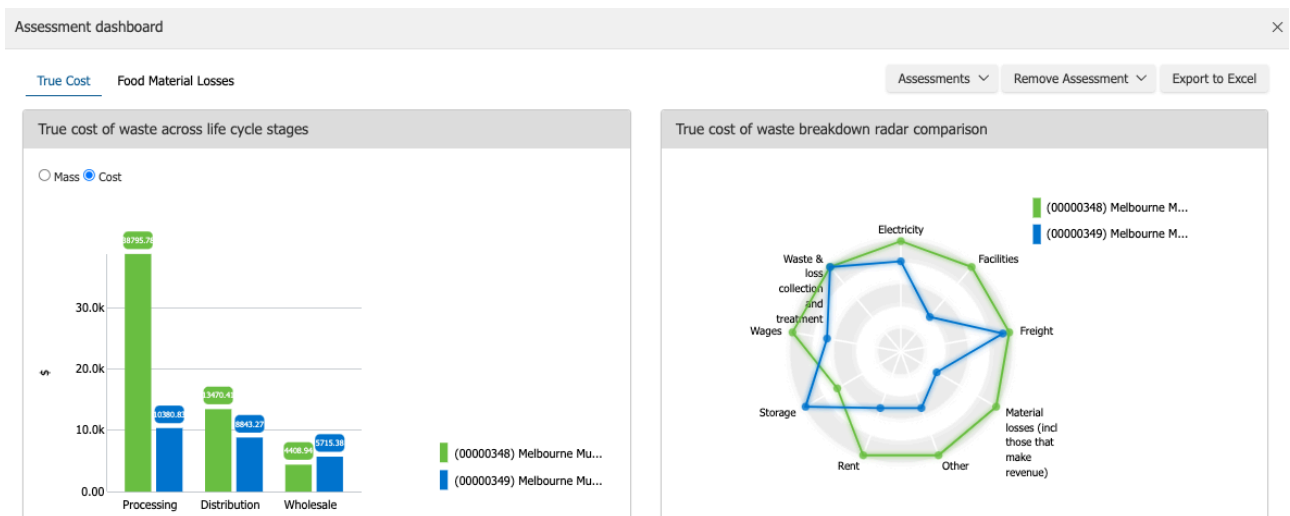 Assessment dashboard
True Cost
Food Material Losses
Assessments
Remove Assessment
Export to Excel
True cost of waste across life cycle stages
Mass
Cost
$
30.0k
20.0k
10.0k
0.00
13470.41
10380.83
8843.27
4408.94
5715.38
Processing
Distribution
Wholesale
(00000348) Melbourne Mu...
(00000349) Melbourne Mu...
True cost of waste breakdown radar comparison
(00000348) Melbourne M...
(00000349) Melbourne M...
Electricity
Facilities
Freight
Material
losses (incl
those that
make
revenue)
Other
Rent
Storage
Wages
Waste &
loss
collection
and
treatment